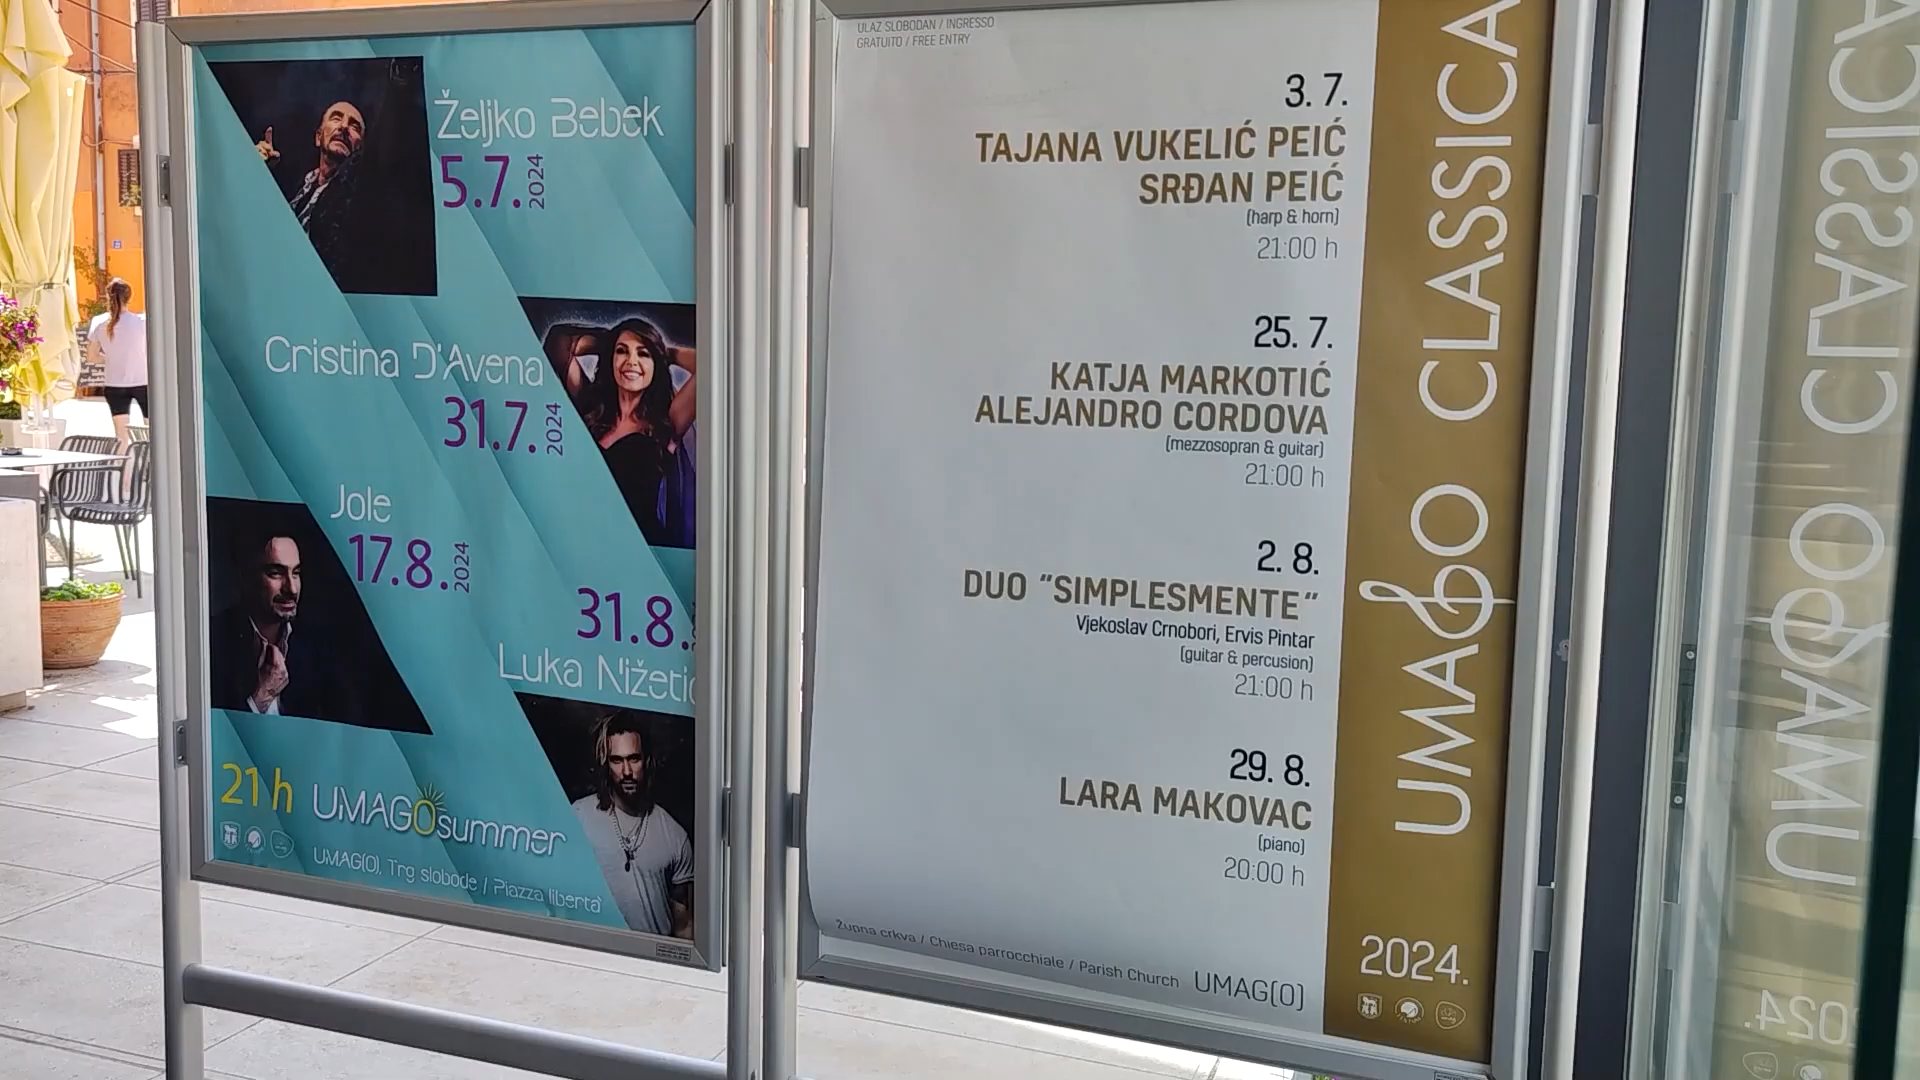 Željko Bebek
5.7.2024
Cristina D'Avena
31.7.2024
Jole
17.8.2024
31.8.
Luka Nižetić
21 h UMAGOsummer
UMAG(O), Trg slobode / Piazza libertà
ULAZ SLOBODAN / INGRESSO
GRATUITO / FREE ENTRY
3. 7.
TAJANA VUKELIĆ PEIĆ
SRĐAN PEIĆ
(harp & horn)
21:00 h
25. 7.
KATJA MARKOTIĆ
ALEJANDRO CORDOVA
(mezzosopran & guitar)
21:00 h
2. 8.
DUO "SIMPLESMENTE"
Vjekoslav Crnobori, Ervis Pintar
(guitar & percusion)
21:00 h
29. 8.
LARA MAKOVAC
(piano)
20:00 h
Župna crkva / Chiesa parrocchiale / Parish Church UMAG(O)
UMAGO CLASSICA
2024.
UMAGO CLASSICA
2024.